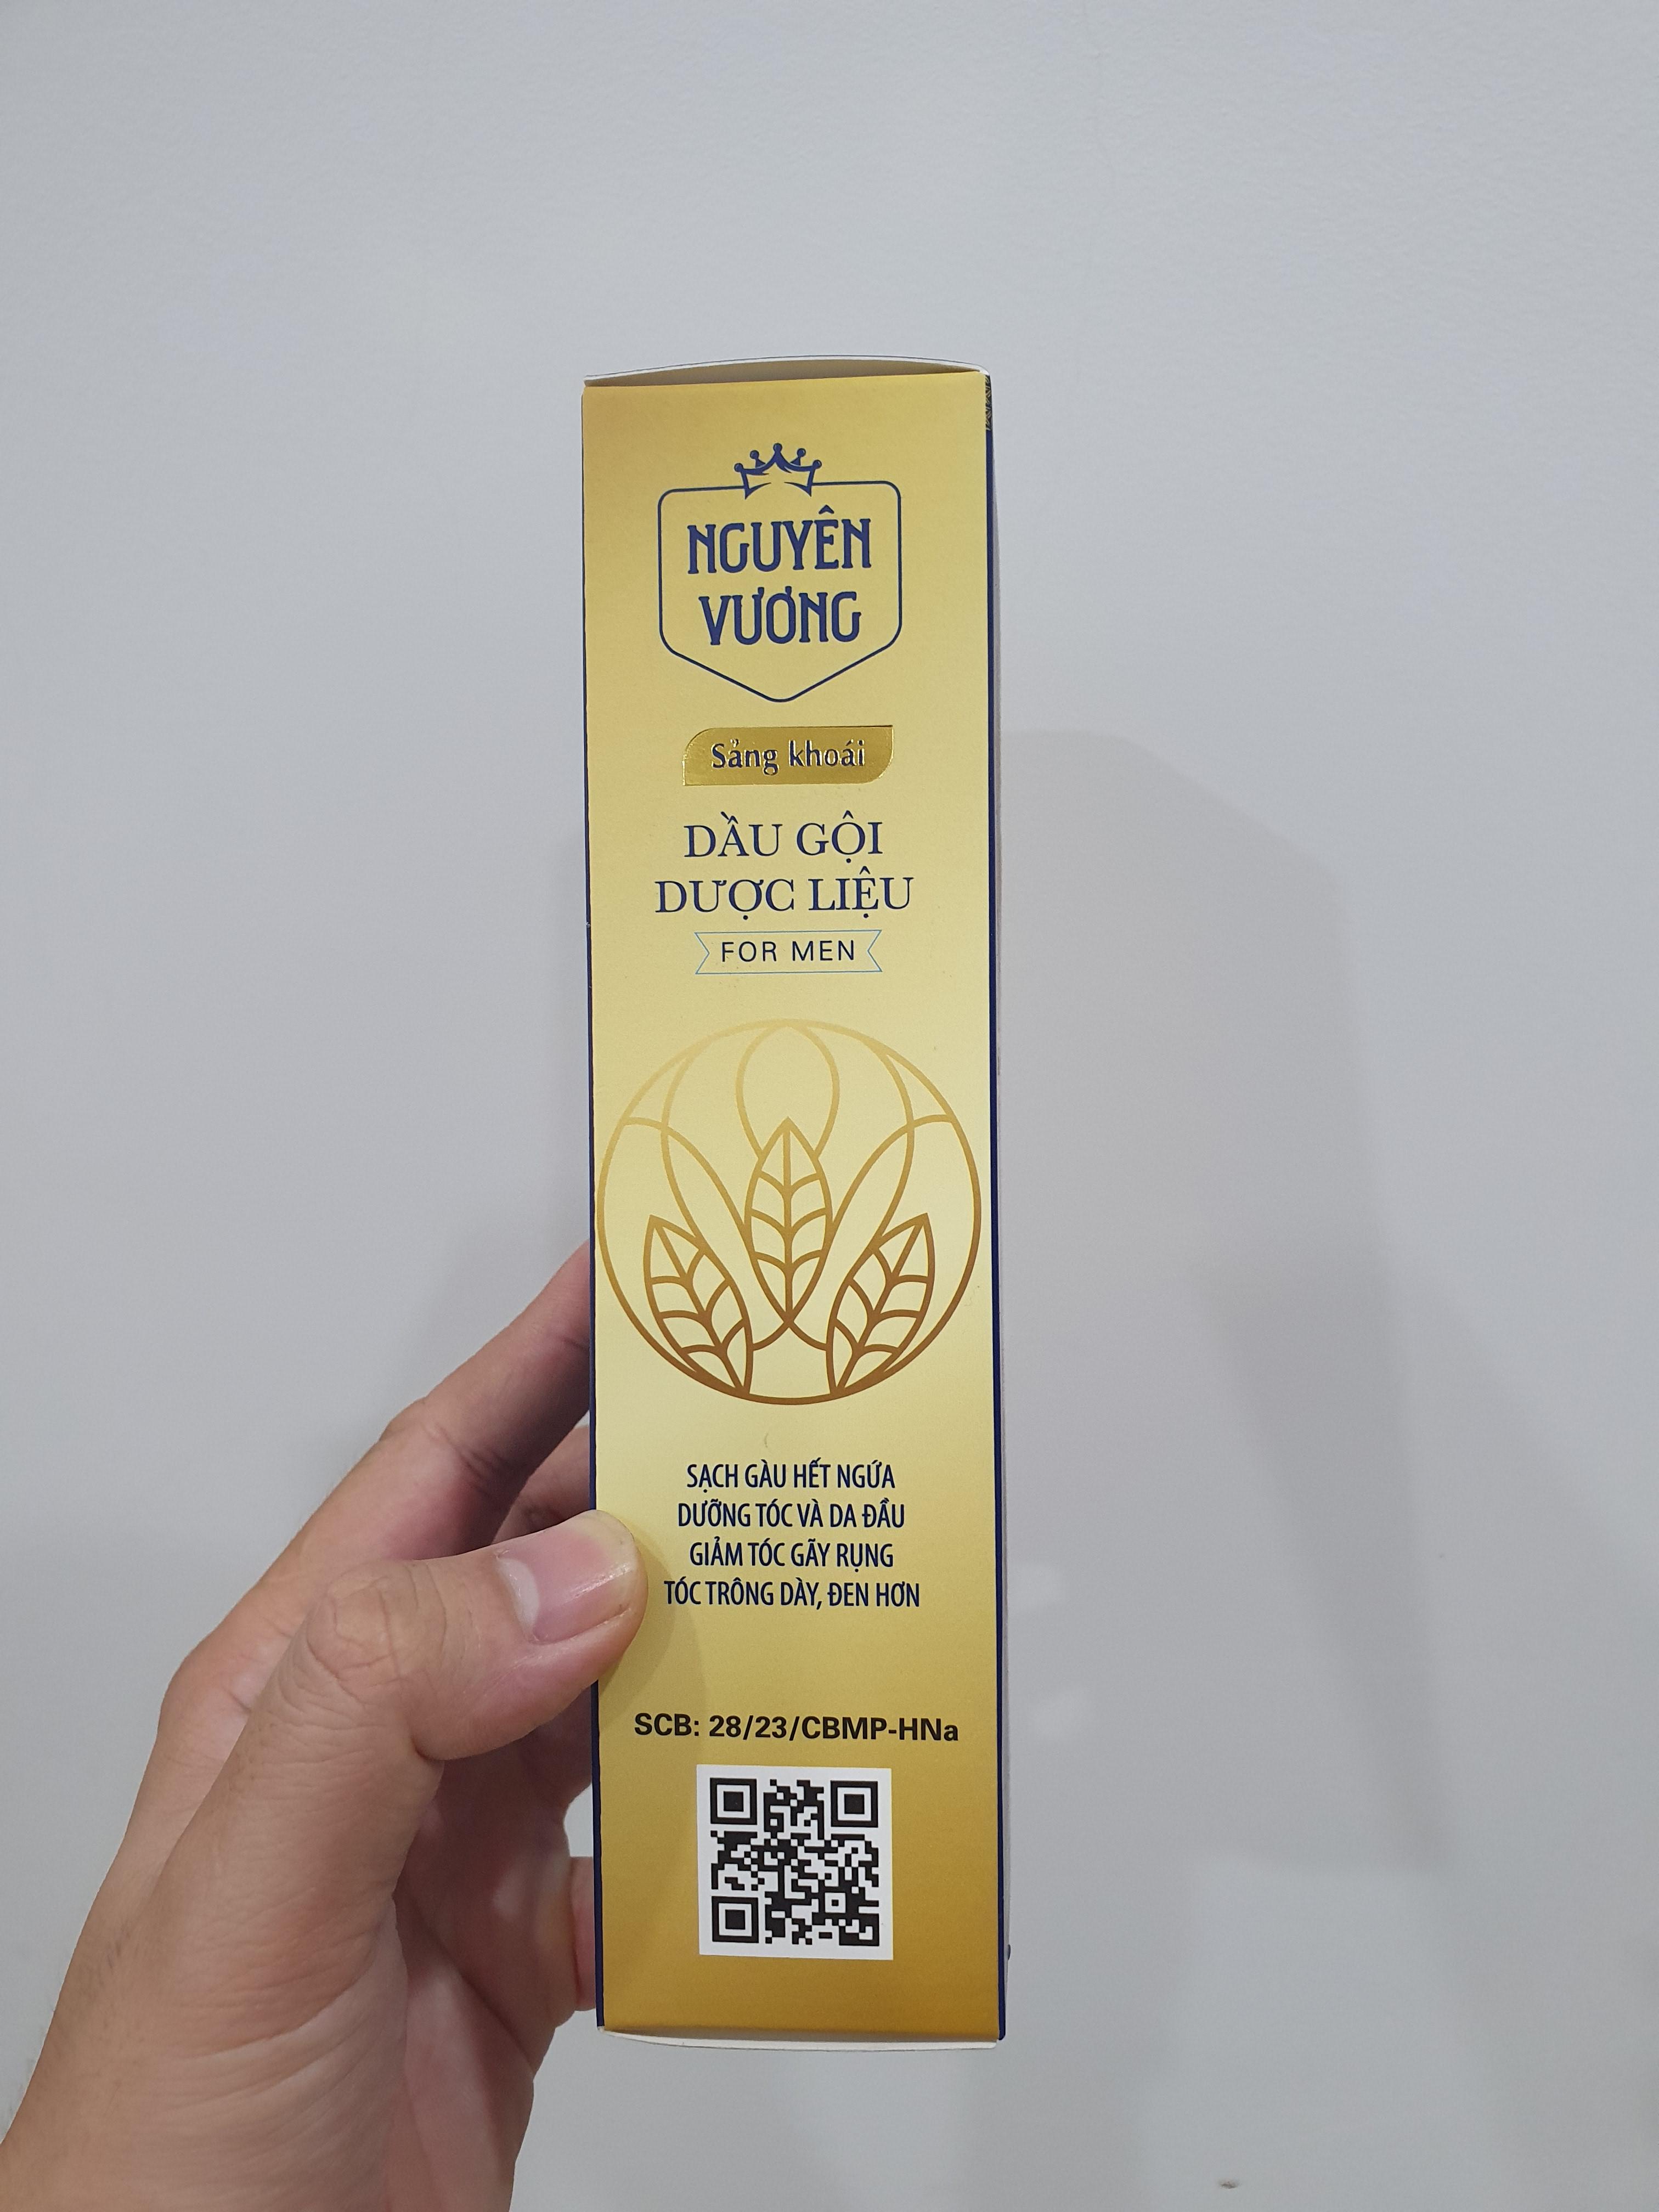 NGUYÊN
VƯƠNG
Sảng khoái
DẦU GỘI
DƯỢC LIỆU
FOR MEN
SẠCH GÀU HẾT NGỨA
DƯỠNG TÓC VÀ DA ĐẦU
GIẢM TÓC GÃY RỤNG
TÓC TRÔNG DÀY, ĐEN HƠN
SCB: 28/23/CBMP-HNa